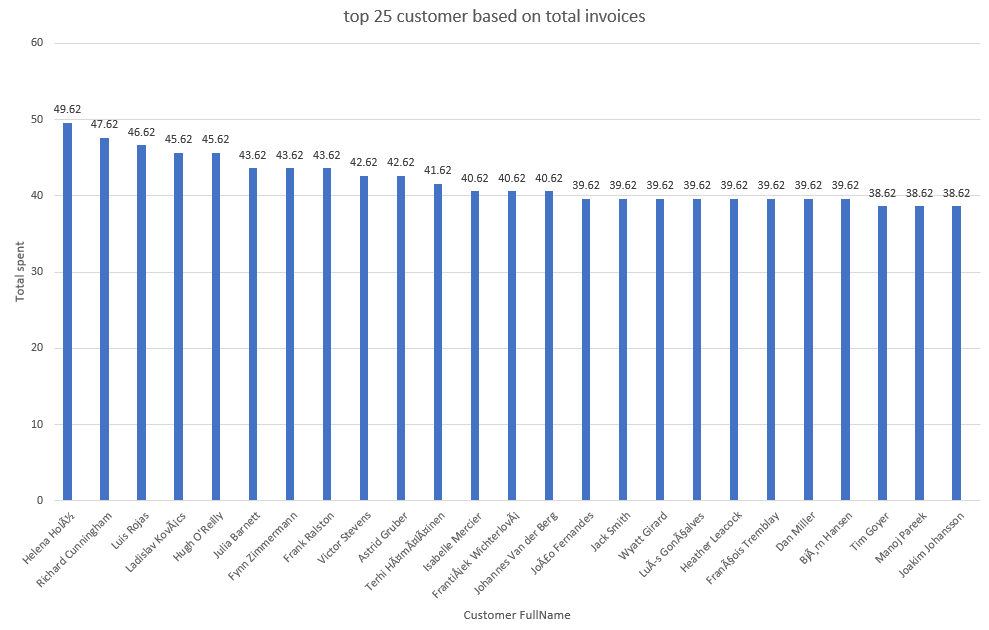 top 25 customer based on total invoices
60
50
40
30
20
10
0
Total spent
49.62
47.62
46.62
45.62
45.62
43.62
43.62
43.62
42.62
42.62
41.62
40.62
40.62
40.62
39.62
39.62
39.62
39.62
39.62
39.62
39.62
39.62
38.62
38.62
38.62
Helena HolÃ½
Richard Cunningham
Luis Rojas
Ladislav KovÃ¡cs
Hugh O'Reilly
Julia Barnett
Fynn Zimmermann
Frank Ralston
Victor Stevens
Astrid Gruber
Terhi HÃ¤mÃ¤lÃ¤inen
Isabelle Mercier
FrantiÅ¡ek WichterlovÃ¡
Johannes Van der Berg
JoÃ£o Fernandes
Jack Smith
Wyatt Girard
LuÃ­s GonÃ§alves
Heather Leacock
FranÃ§ois Tremblay
Dan Miller
BjÃ¸rn Hansen
Tim Goyer
Manoj Pareek
Joakim Johansson
Customer FullName